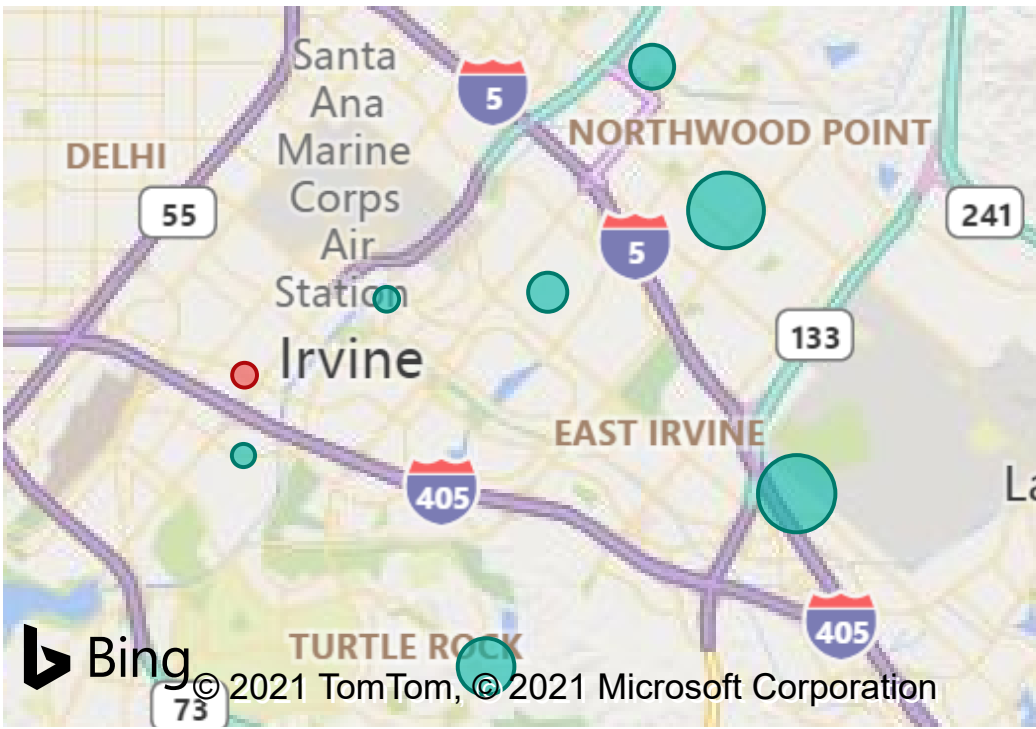 Santa
Ana
Marine
Corps
Air
Station
5
NORTHWOOD POINT
DELHI
55
241
5
133
Irvine
EAST IRVINE
405
La
405
TURTLE ROCK
Bing
© 2021 TomTom, © 2021 Microsoft Corporation
73